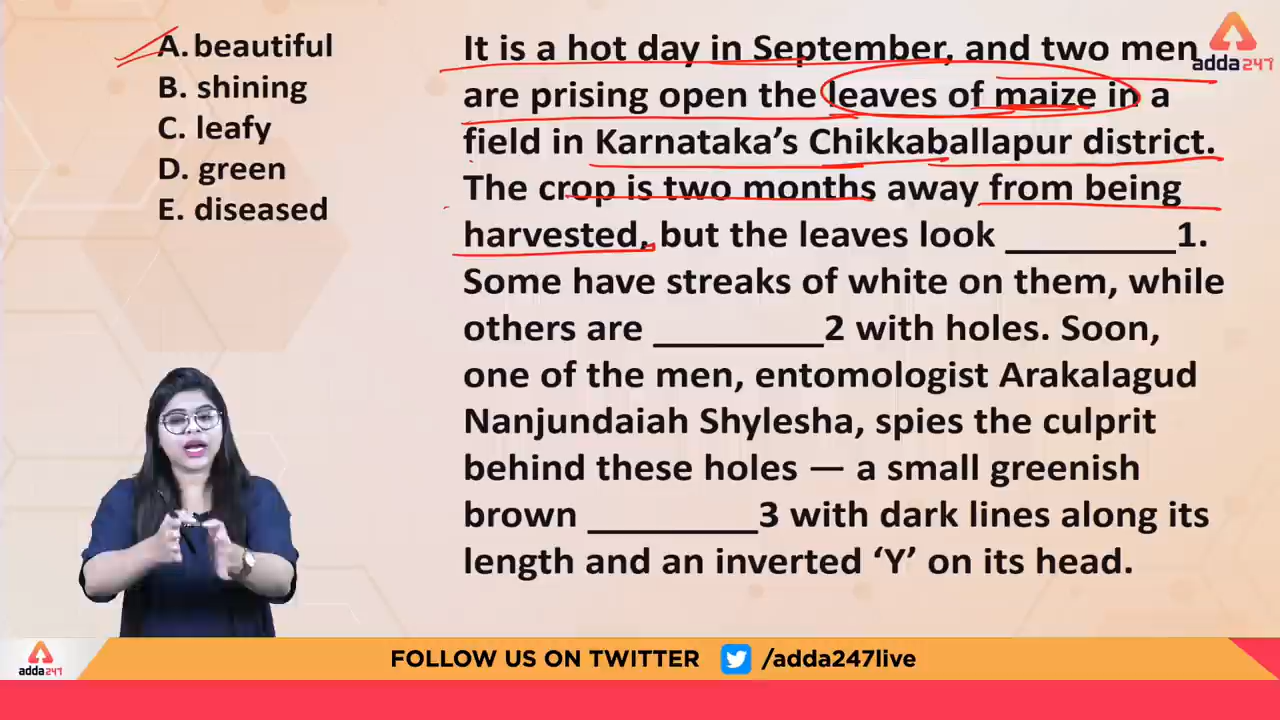 A. beautiful
B. shining
C. leafy
D. green
E. diseased
It is a hot day in September, and two men
are prising open the leaves of maize in a
field in Karnataka's Chikkaballapur district.
The crop is two months away from being
harvested, but the leaves look ________1.
Some have streaks of white on them, while
others are ________2 with holes. Soon,
one of the men, entomologist Arakalagud
Nanjundaiah Shylesha, spies the culprit
behind these holes — a small greenish
brown ________3 with dark lines along its
length and an inverted ‘Y’ on its head.
adda247
adda247
FOLLOW US ON TWITTER /adda247live